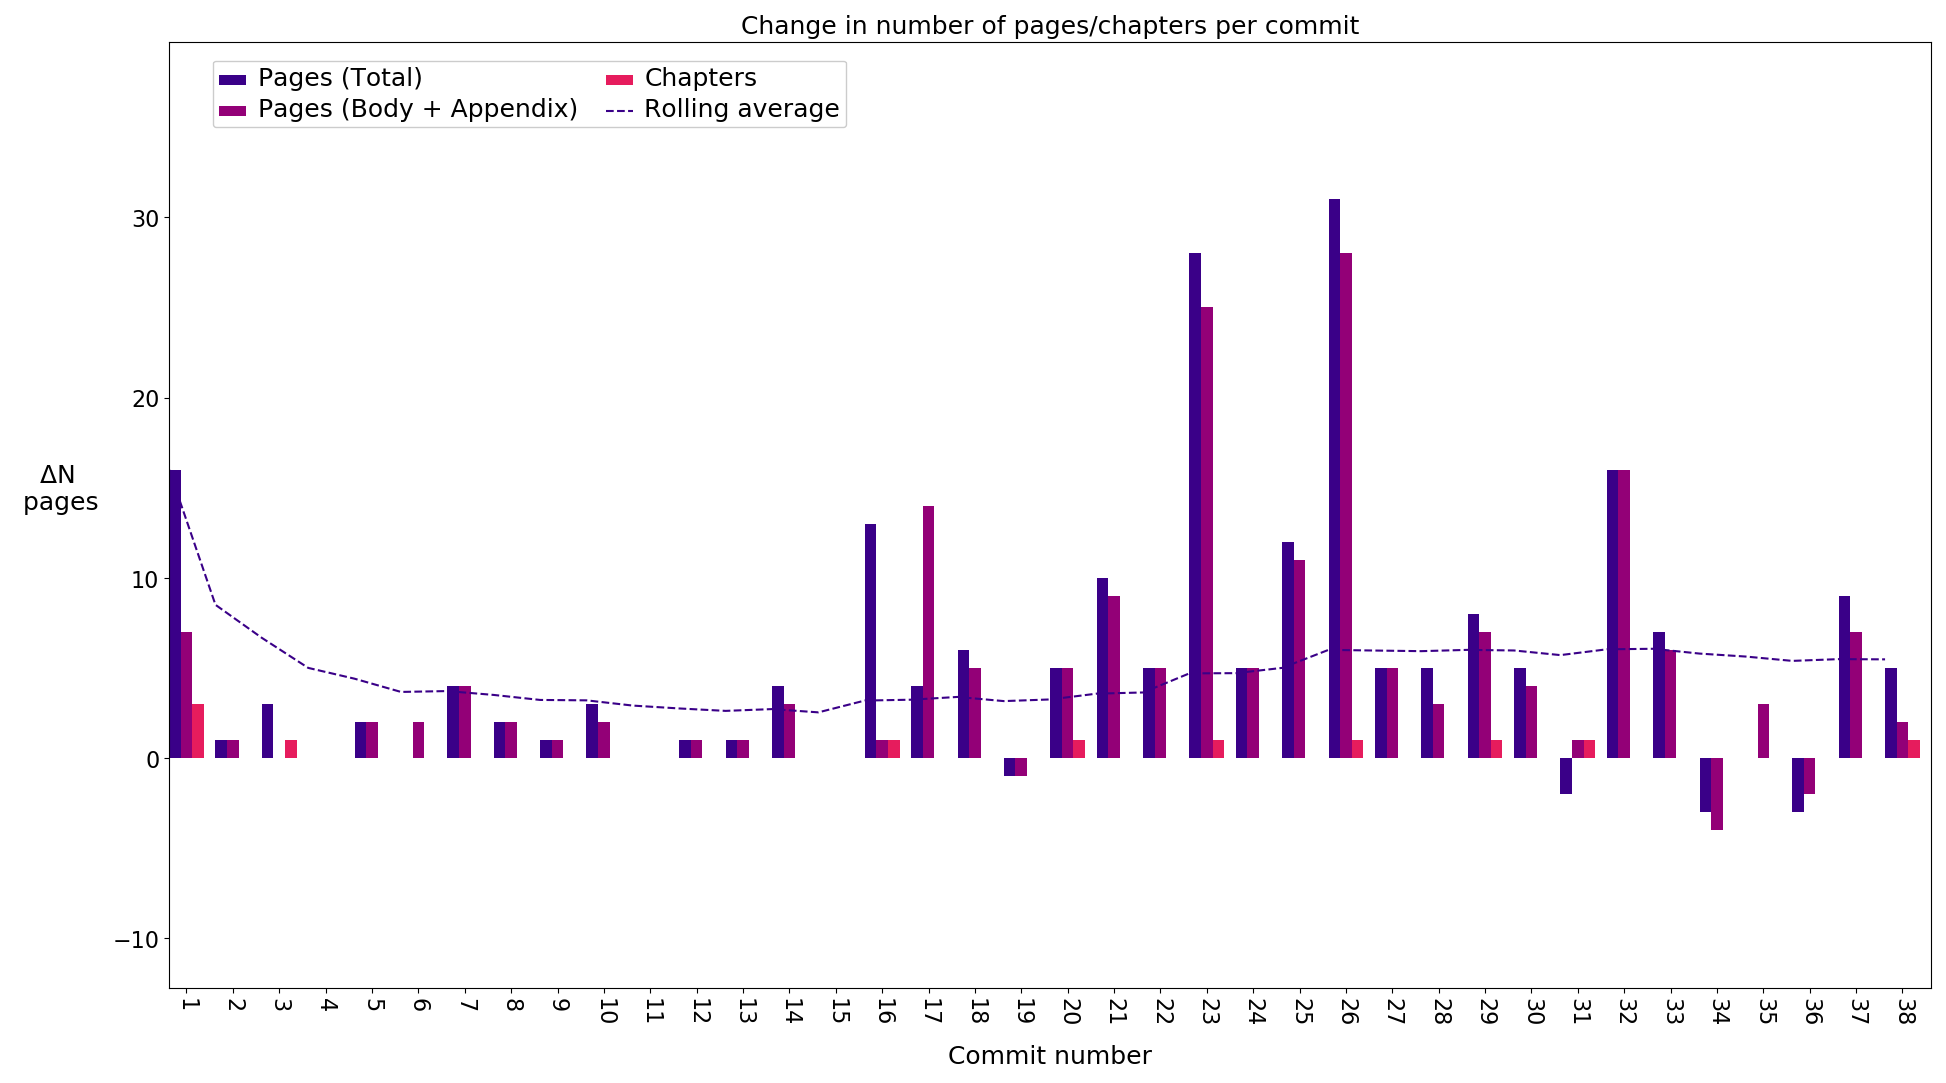 Change in number of pages/chapters per commit
Pages (Total)
Pages (Body + Appendix)
Chapters
Rolling average
30
20
10
0
−10
ΔN
pages
1 2 3 4 5 6 7 8 9 10 11 12 13 14 15 16 17 18 19 20 21 22 23 24 25 26 27 28 29 30 31 32 33 34 35 36 37 38
Commit number